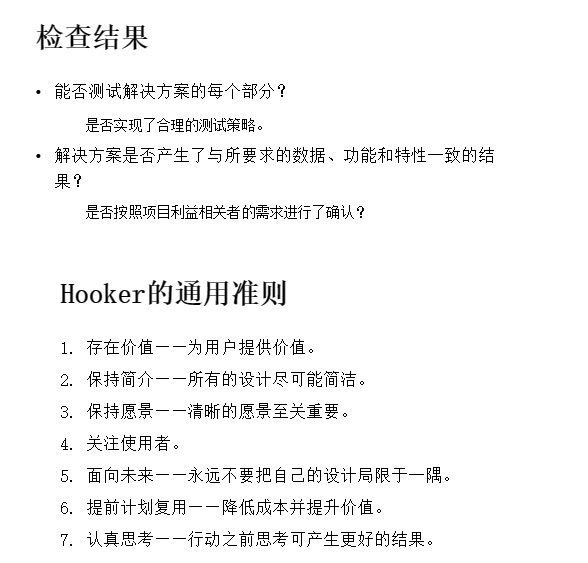 检查结果
• 能否测试解决方案的每个部分?
是否实现了合理的测试策略。
• 解决方案是否产生了与所要求的数据、功能和特性一致的结
果?
是否按照项目利益相关者的需求进行了确认?
Hooker的通用准则
1. 存在价值——为用户提供价值。
2. 保持简介——所有的设计尽可能简洁。
3. 保持愿景——清晰的愿景至关重要。
4. 关注使用者。
5. 面向未来——永远不要把自己的设计局限于一隅。
6. 提前计划复用——降低成本并提升价值。
7. 认真思考——行动之前思考可产生更好的结果。